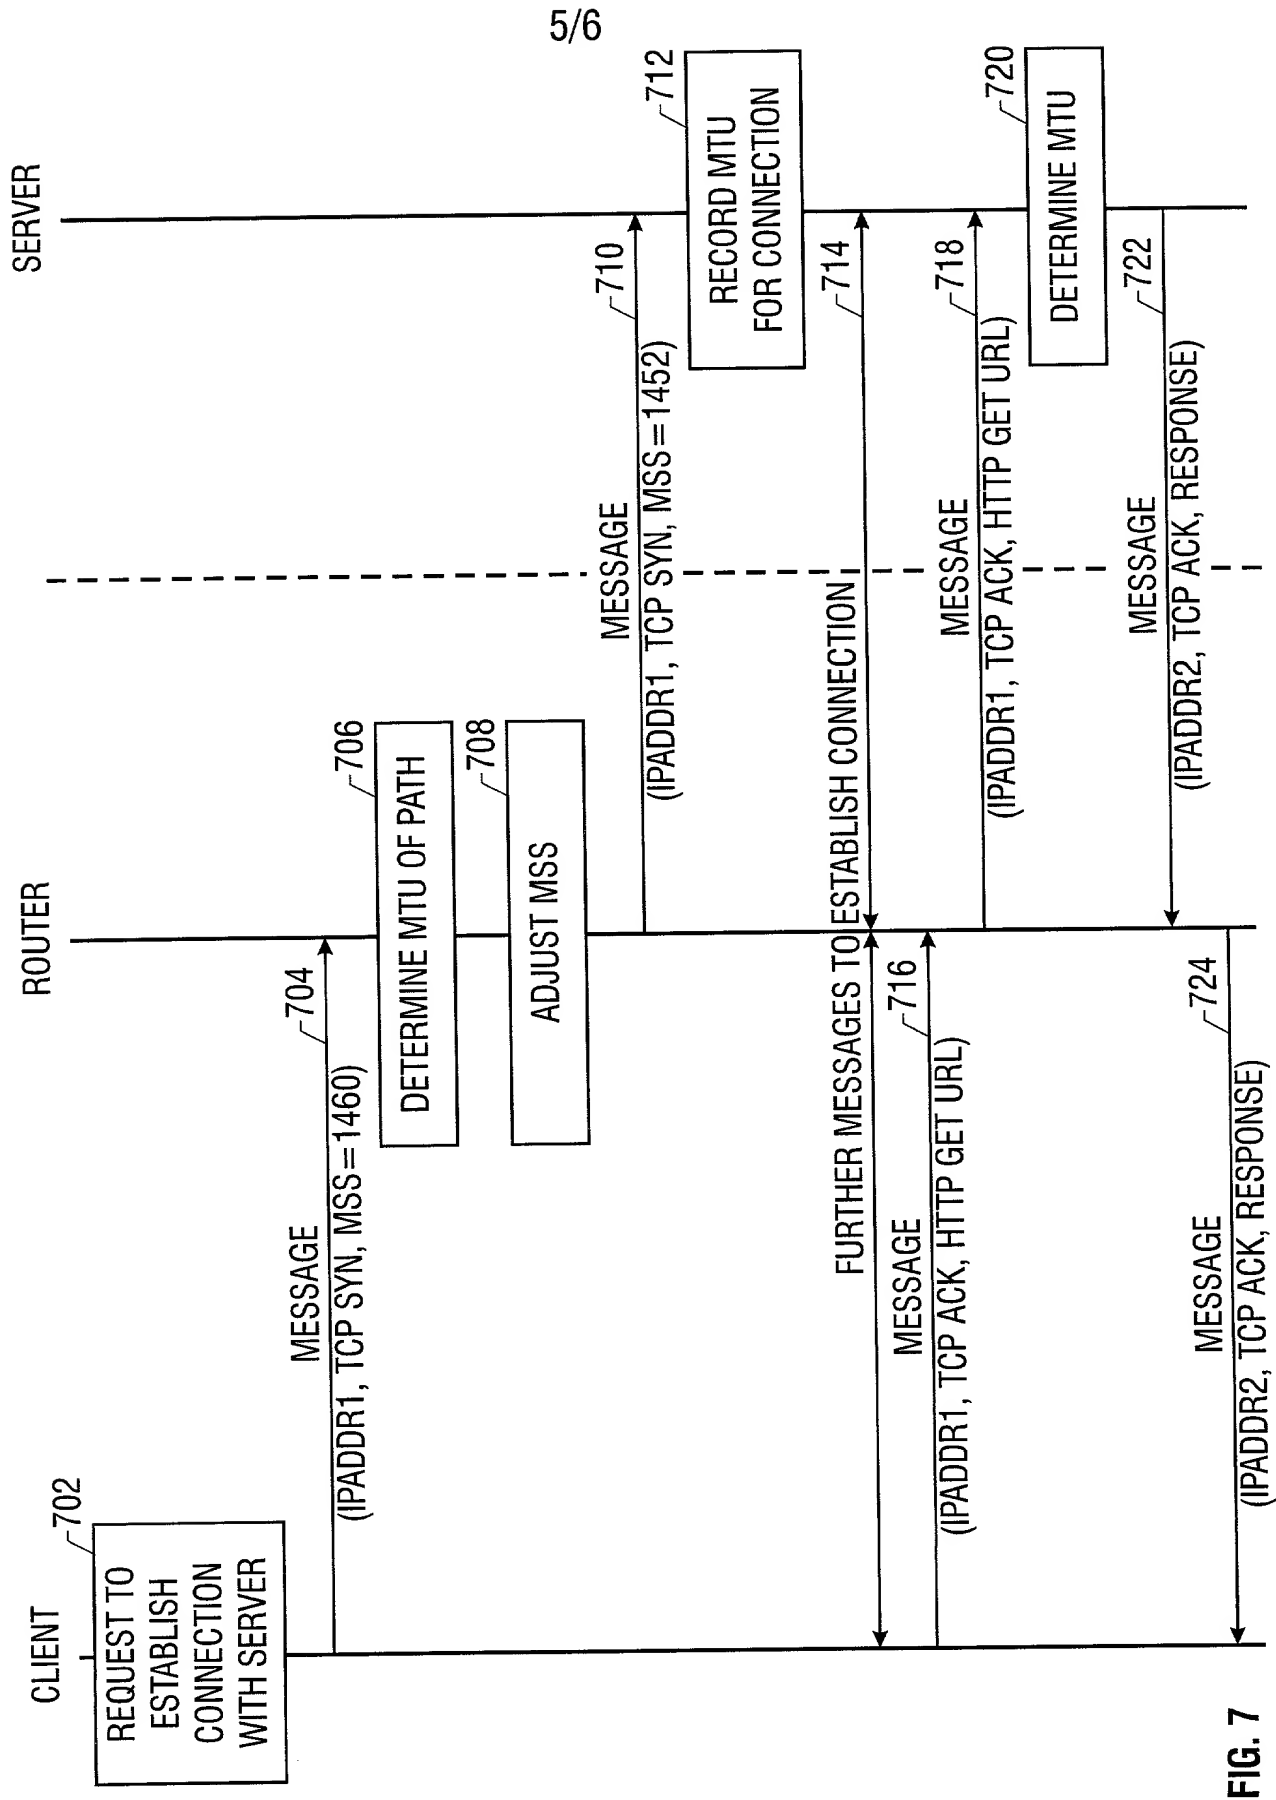 5/6
CLIENT
ROUTER
SERVER
702
REQUEST TO
ESTABLISH
CONNECTION
WITH SERVER
704
MESSAGE
(IPADDR1, TCP SYN, MSS=1460)
706
DETERMINE MTU OF PATH
708
ADJUST MSS
710
MESSAGE
(IPADDR1, TCP SYN, MSS=1452)
712
RECORD MTU
FOR CONNECTION
714
FURTHER MESSAGES TO ESTABLISH CONNECTION
716
MESSAGE
(IPADDR1, TCP ACK, HTTP GET URL)
718
MESSAGE
(IPADDR1, TCP ACK, HTTP GET URL)
720
DETERMINE MTU
722
MESSAGE
(IPADDR2, TCP ACK, RESPONSE)
724
MESSAGE
(IPADDR2, TCP ACK, RESPONSE)
FIG. 7